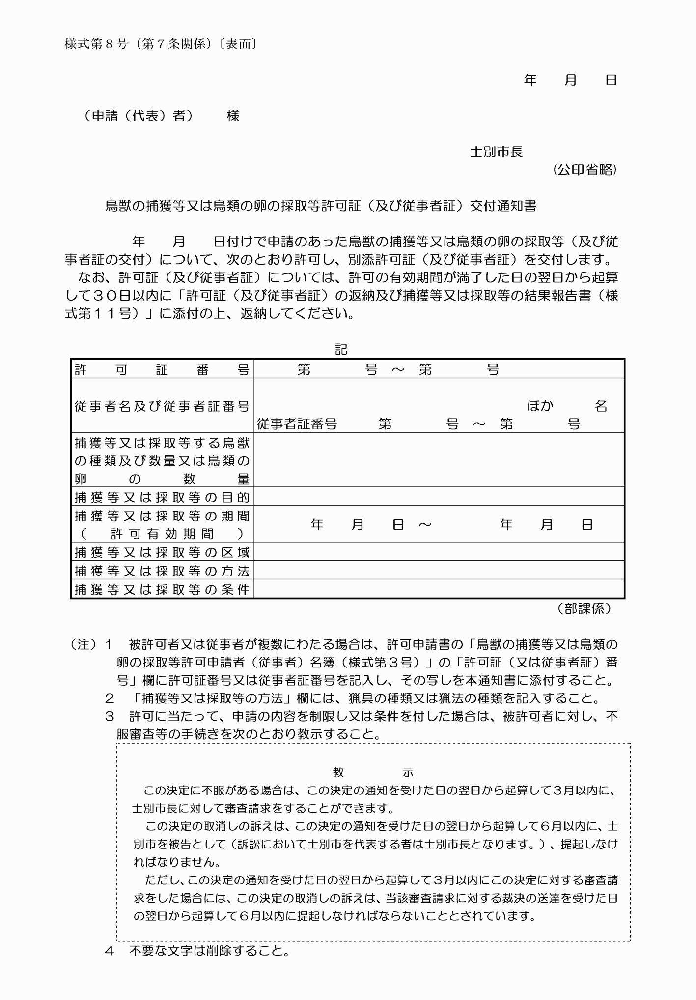 様式第８号（第７条関係）〔表面〕
年　　月　　日
（申請（代表）者）　　様
士別市長
(公印省略)
鳥獣の捕獲等又は鳥類の卵の採取等許可証（及び従事者証）交付通知書
年　　月　　日付けで申請のあった鳥獣の捕獲等又は鳥類の卵の採取等（及び従
事者証の交付）について、次のとおり許可し、別添許可証（及び従事者証）を交付します。
なお、許可証（及び従事者証）については、許可の有効期間が満了した日の翌日から起算
して３０日以内に「許可証（及び従事者証）の返納及び捕獲等又は採取等の結果報告書（様
式第１１号）」に添付の上、返納してください。
記
許可証番号　　第　　　　号　～　第　　　　号
従事者名及び従事者証番号　　ほか　　　名
従事者証番号　　　第　　　　号　～　第　　　　号
捕獲等又は採取等する鳥獣
の種類及び数量又は鳥類の
卵の数量
捕獲等又は採取等の目的
捕獲等又は採取等の期間
（　許可有効期間　）　　年　　月　　日　～　　　　　年　　月　　日
捕獲等又は採取等の区域
捕獲等又は採取等の方法
捕獲等又は採取等の条件
（部課係）
（注）１　被許可者又は従事者が複数にわたる場合は、許可申請書の「鳥獣の捕獲等又は鳥類の
卵の採取等許可申請者（従事者）名簿（様式第３号）」の「許可証（又は従事者証）番
号」欄に許可証番号又は従事者証番号を記入し、その写しを本通知書に添付すること。
２　「捕獲等又は採取等の方法」欄には、猟具の種類又は猟法の種類を記入すること。
３　許可に当たって、申請の内容を制限し又は条件を付した場合は、被許可者に対し、不
服審査等の手続きを次のとおり教示すること。
教　　　　　示
この決定に不服がある場合は、この決定の通知を受けた日の翌日から起算して３月以内に、
士別市長に対して審査請求をすることができます。
この決定の取消しの訴えは、この決定の通知を受けた日の翌日から起算して６月以内に、士
別市を被告として（訴訟において士別市を代表する者は士別市長となります。）、提起しなけ
ればなりません。
ただし、この決定の通知を受けた日の翌日から起算して３月以内にこの決定に対する審査請
求をした場合には、この決定の取消しの訴えは、当該審査請求に対する裁決の送達を受けた日
の翌日から起算して６月以内に提起しなければならないこととされています。
４　不要な文字は削除すること。